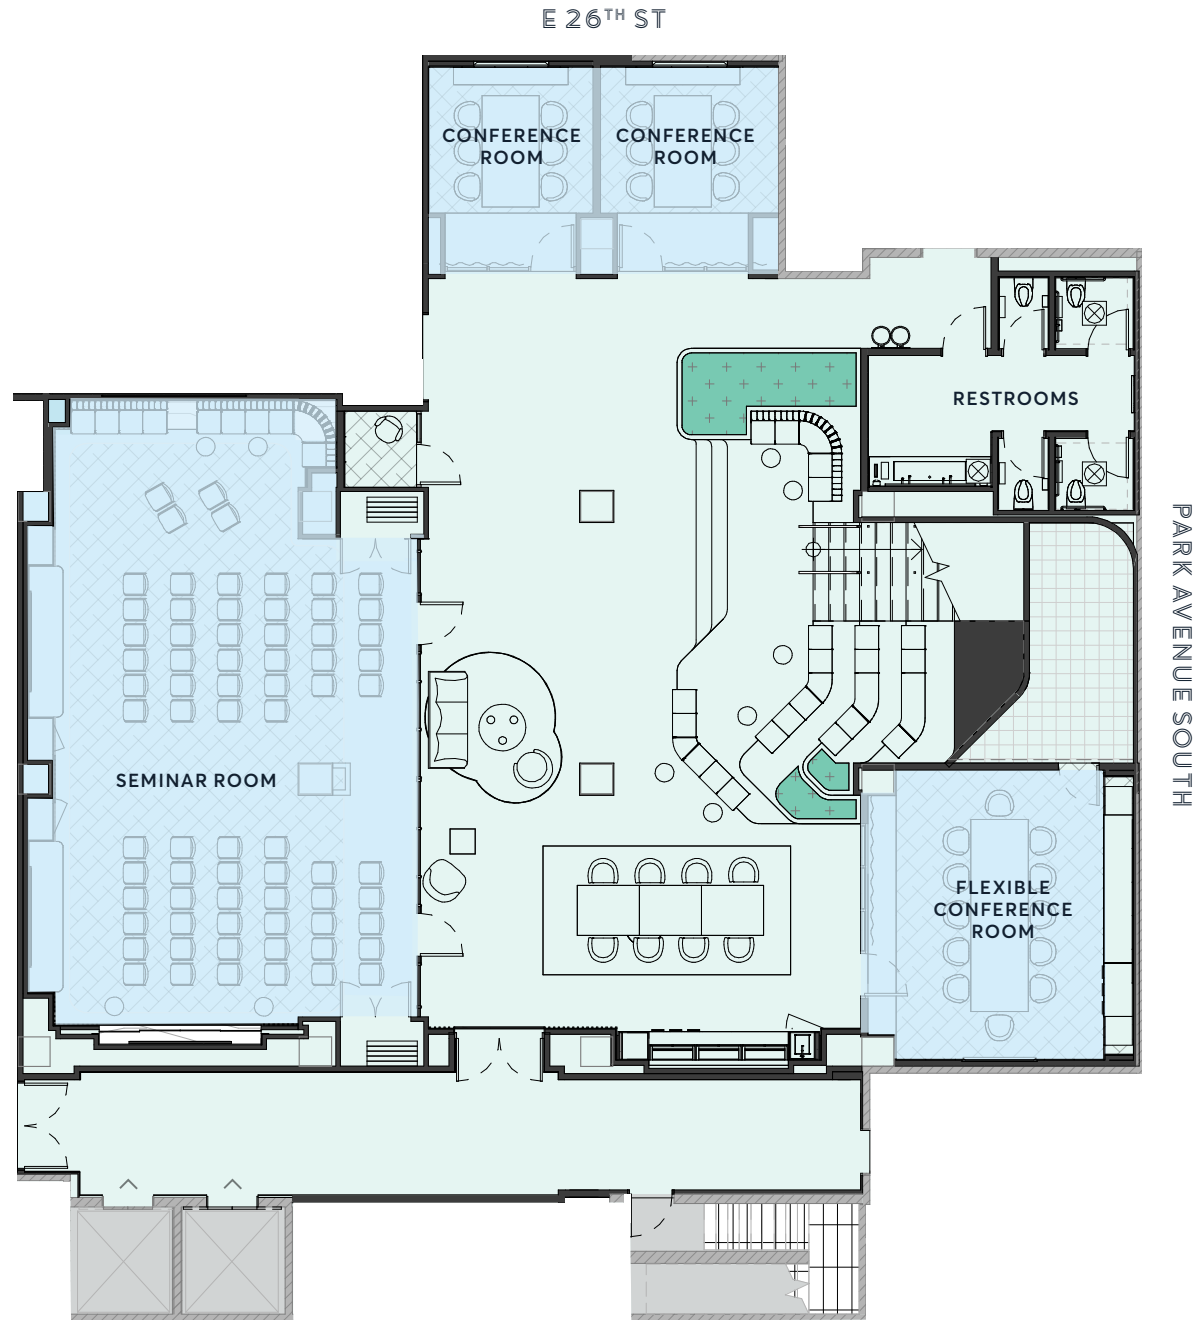 E 26TH ST
CONFERENCE
ROOM
CONFERENCE
ROOM
RESTROOMS
PARK AVENUE SOUTH
SEMINAR ROOM
FLEXIBLE
CONFERENCE
ROOM